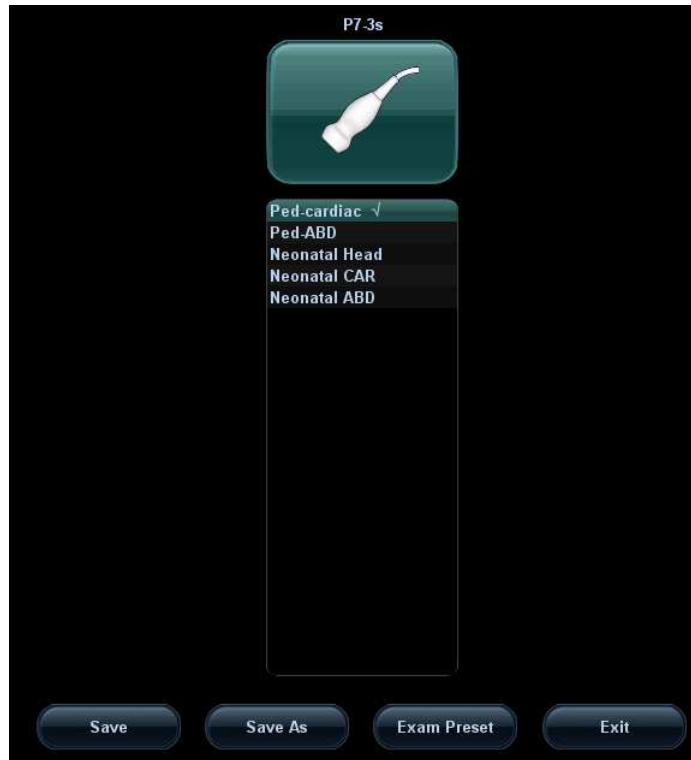 P7-3s
Ped-cardiac √
Ped-ABD
Neonatal Head
Neonatal CAR
Neonatal ABD
Save Save As Exam Preset Exit